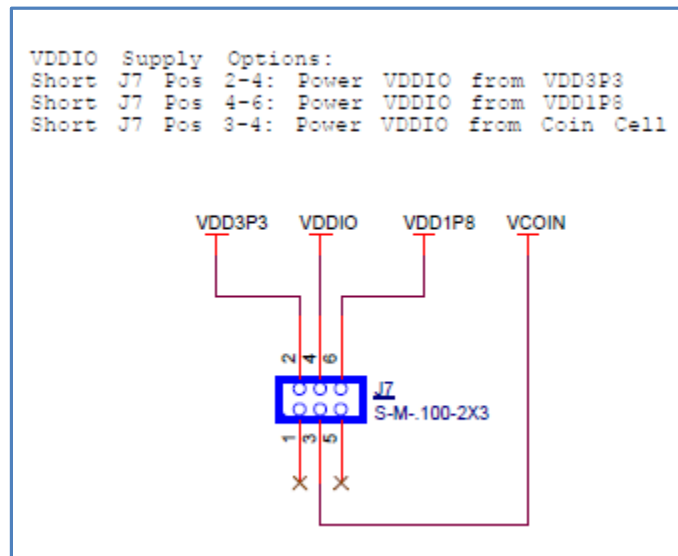 VDDIO Supply Options:
Short J7 Pos 2-4: Power VDDIO from VDD3P3
Short J7 Pos 4-6: Power VDDIO from VDD1P8
Short J7 Pos 3-4: Power VDDIO from Coin Cell
VDD3P3 VDDIO VDD1P8 VCOIN
2 4 6
J7
S-M-.100-2X3
1 3 5